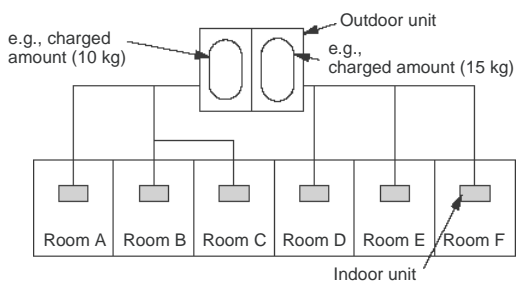 Outdoor unit
e.g., charged
amount (10 kg)
e.g.,
charged amount (15 kg)
Room A
Room B
Room C
Room D
Room E
Room F
Indoor unit